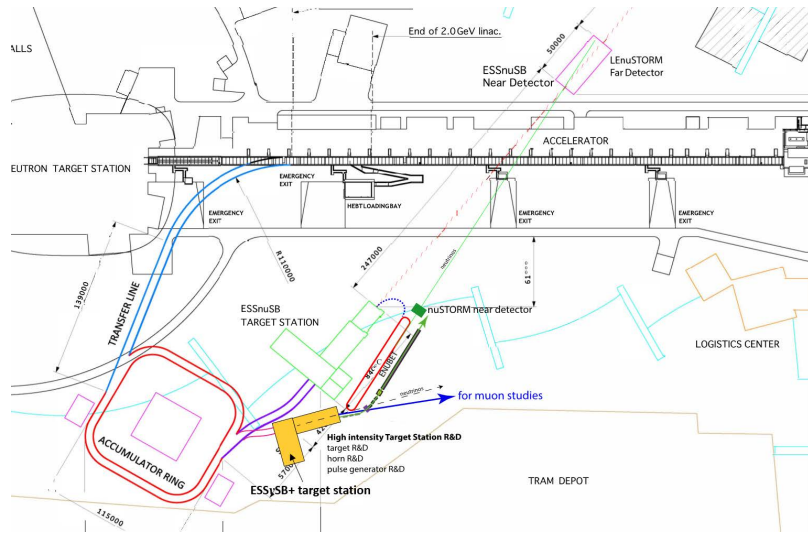 ALLS
End of 2.0 GeV linac.
50000
LEnuSTORM
Far Detector
ESSnuSB
Near Detector
ACCELERATOR
EUTRON TARGET STATION
EMERGENCY
EXIT
EMERGENCY
EXIT
HEBT LOADING BAY
EMERGENCY
EXIT
EMERGENCY
EXIT
R110000
247000
neutrinos
139000
TRANSFER LINE
ESSnuSB
TARGET STATION
nuSTORM near detector
LOGISTICS CENTER
ENUBET
neutrinos
for muon studies
High intensity Target Station R&D
target R&D
horn R&D
pulse generator R&D
ACCUMULATOR RING
TRAM DEPOT
115000